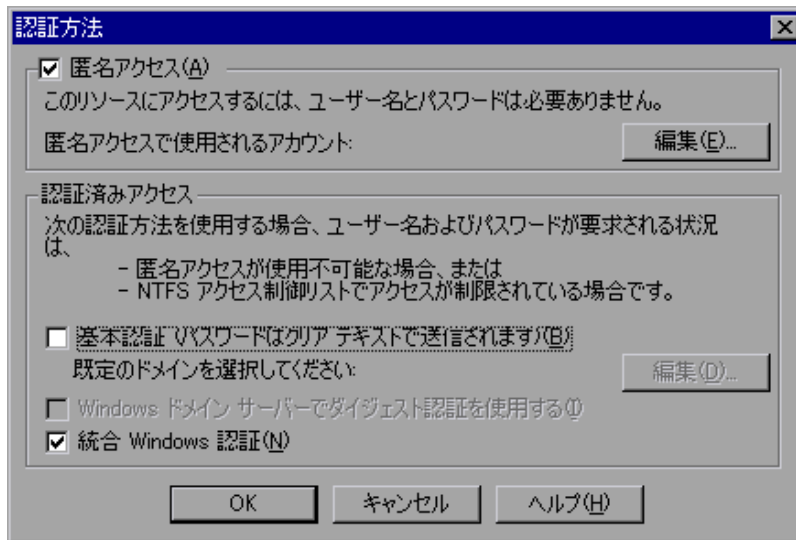 認証方法
匿名アクセス(A)
このリソースにアクセスするには、ユーザー名とパスワードは必要ありません。
匿名アクセスで使用されるアカウント:
編集(E)...
認証済みアクセス
次の認証方法を使用する場合、ユーザー名およびパスワードが要求される状況
は、
- 匿名アクセスが使用不可能な場合、または
- NTFS アクセス制御リストでアクセスが制限されている場合です。
基本認証 (パスワードはクリア テキストで送信されます)(B)
既定のドメインを選択してください:
編集(D)...
Windows ドメイン サーバーでダイジェスト認証を使用する(I)
統合 Windows 認証(N)
OK
キャンセル
ヘルプ(H)